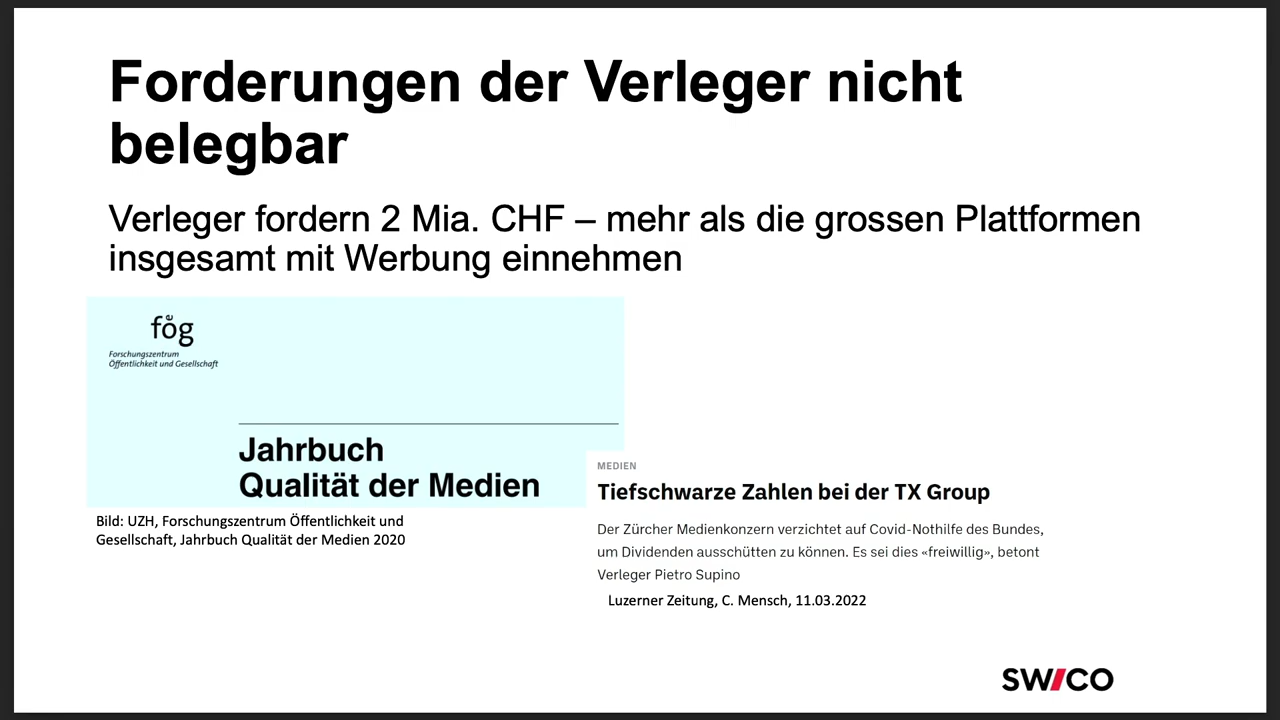 Forderungen der Verleger nicht
belegbar
Verleger fordern 2 Mia. CHF – mehr als die grossen Plattformen
insgesamt mit Werbung einnehmen
fög
Forschungszentrum
Öffentlichkeit und Gesellschaft
Jahrbuch
Qualität der Medien
Bild: UZH, Forschungszentrum Öffentlichkeit und
Gesellschaft, Jahrbuch Qualität der Medien 2020
MEDIEN
Tiefschwarze Zahlen bei der TX Group
Der Zürcher Medienkonzern verzichtet auf Covid-Nothilfe des Bundes,
um Dividenden ausschütten zu können. Es sei dies «freiwillig», betont
Verleger Pietro Supino
Luzerner Zeitung, C. Mensch, 11.03.2022
SWICO